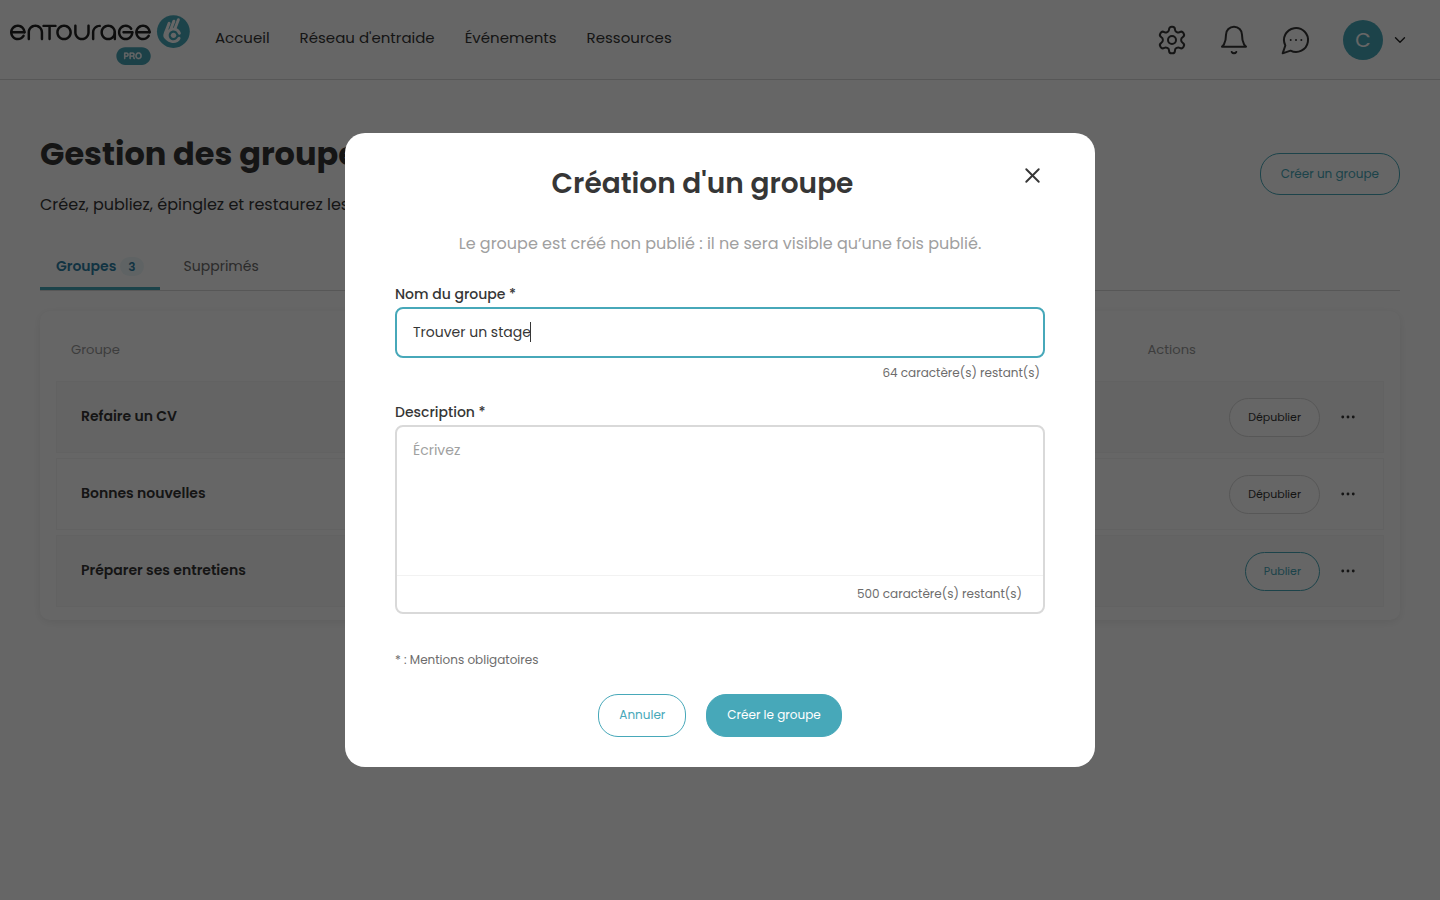 entourage
PRO
Accueil
Réseau d'entraide
Événements
Ressources
C
Gestion des groupe
Créez, publiez, épinglez et restaurez les
Créer un groupe
Groupes 3
Supprimés
Groupe
Actions
Refaire un CV
Dépublier
Bonnes nouvelles
Dépublier
Préparer ses entretiens
Publier
Création d'un groupe
Le groupe est créé non publié : il ne sera visible qu’une fois publié.
Nom du groupe *
Trouver un stage
64 caractère(s) restant(s)
Description *
Écrivez
500 caractère(s) restant(s)
* : Mentions obligatoires
Annuler
Créer le groupe